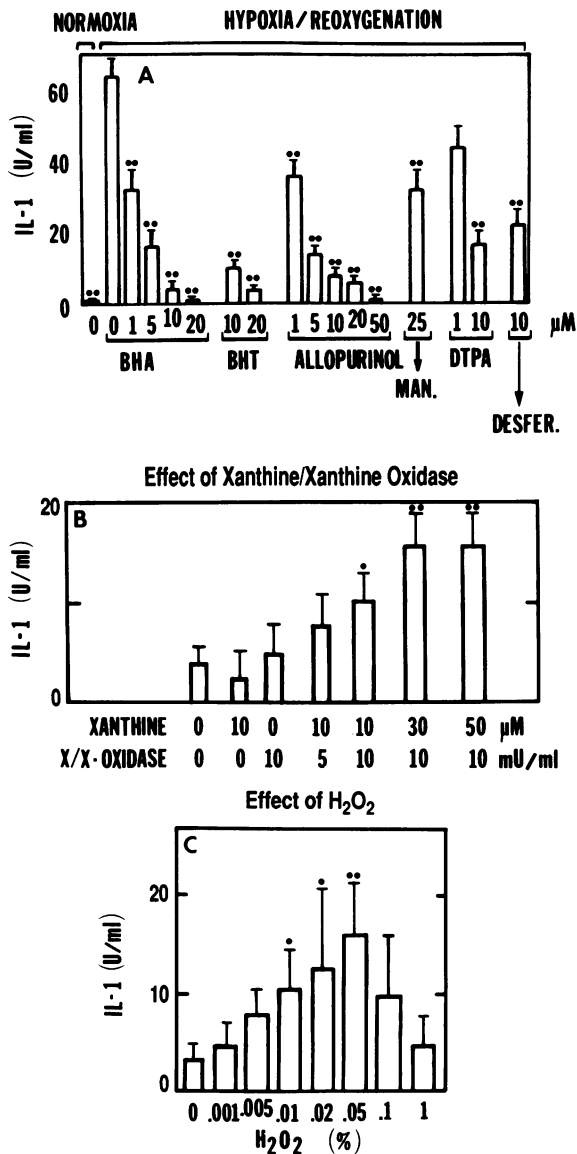 NORMOXIA HYPOXIA/REOXYGENATION
A
IL-1 (U/ml)
60
40
20
0
0 0 1 5 10 20 10 20 1 5 10 20 50 25 1 10 10 μM
BHA BHT ALLOPURINOL MAN. DTPA DESFER.
Effect of Xanthine/Xanthine Oxidase
B
IL-1 (U/ml)
20
0
XANTHINE 0 10 0 10 10 30 50 μM
X/X·OXIDASE 0 0 10 5 10 10 10 mU/ml
Effect of H₂O₂
C
IL-1 (U/ml)
20
10
0
0 .001 .005 .01 .02 .05 .1 1
H₂O₂ (%)